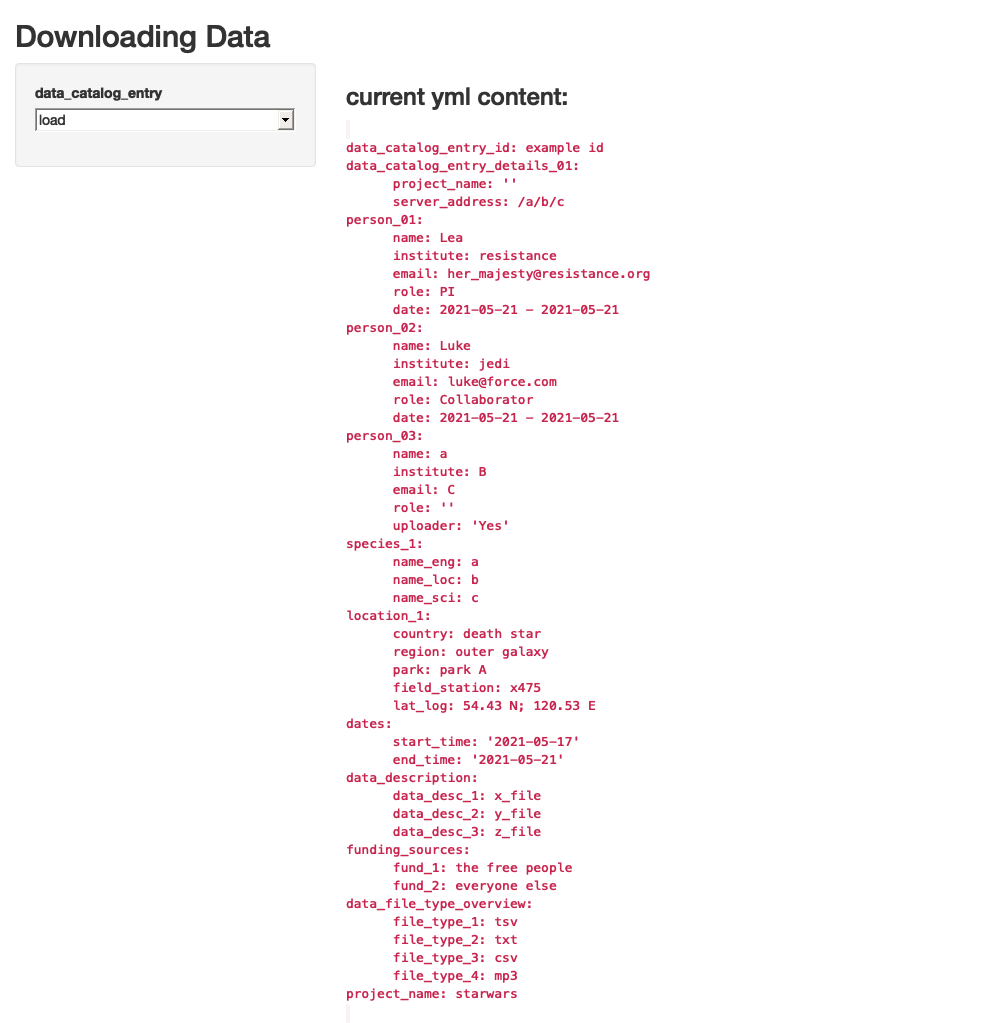 Downloading Data
data_catalog_entry
load
current yml content:
data_catalog_entry_id: example id
data_catalog_entry_details_01:
project_name: ''
server_address: /a/b/c
person_01:
name: Lea
institute: resistance
email: her_majesty@resistance.org
role: PI
date: 2021-05-21 - 2021-05-21
person_02:
name: Luke
institute: jedi
email: luke@force.com
role: Collaborator
date: 2021-05-21 - 2021-05-21
person_03:
name: a
institute: B
email: C
role: ''
uploader: 'Yes'
species_1:
name_eng: a
name_loc: b
name_sci: c
location_1:
country: death star
region: outer galaxy
park: park A
field_station: x475
lat_log: 54.43 N; 120.53 E
dates:
start_time: '2021-05-17'
end_time: '2021-05-21'
data_description:
data_desc_1: x_file
data_desc_2: y_file
data_desc_3: z_file
funding_sources:
fund_1: the free people
fund_2: everyone else
data_file_type_overview:
file_type_1: tsv
file_type_2: txt
file_type_3: csv
file_type_4: mp3
project_name: starwars